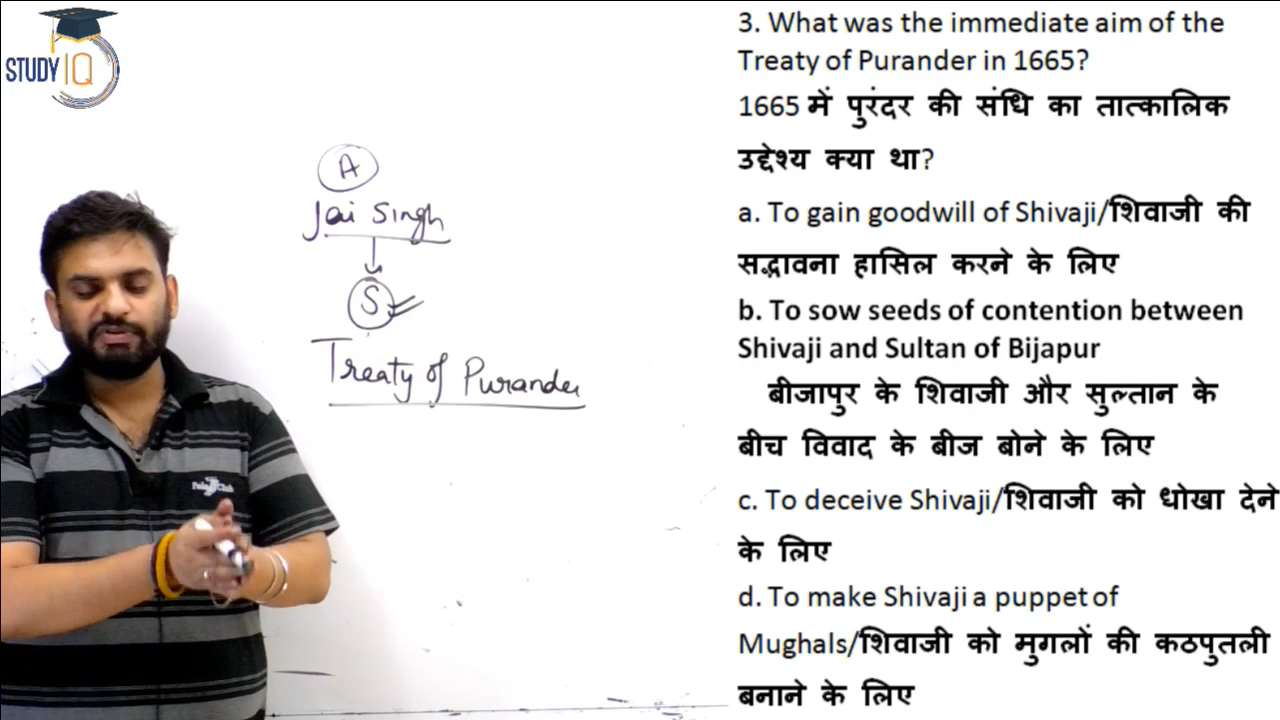 STUDY IQ
A
Jai Singh
S
Treaty of Purander
3. What was the immediate aim of the
Treaty of Purander in 1665?
1665 में पुरंदर की संधि का तात्कालिक
उद्देश्य क्या था?
a. To gain goodwill of Shivaji/शिवाजी की
सद्भावना हासिल करने के लिए
b. To sow seeds of contention between
Shivaji and Sultan of Bijapur
बीजापुर के शिवाजी और सुल्तान के
बीच विवाद के बीज बोने के लिए
c. To deceive Shivaji/शिवाजी को धोखा देने
के लिए
d. To make Shivaji a puppet of
Mughals/शिवाजी को मुगलों की कठपुतली
बनाने के लिए